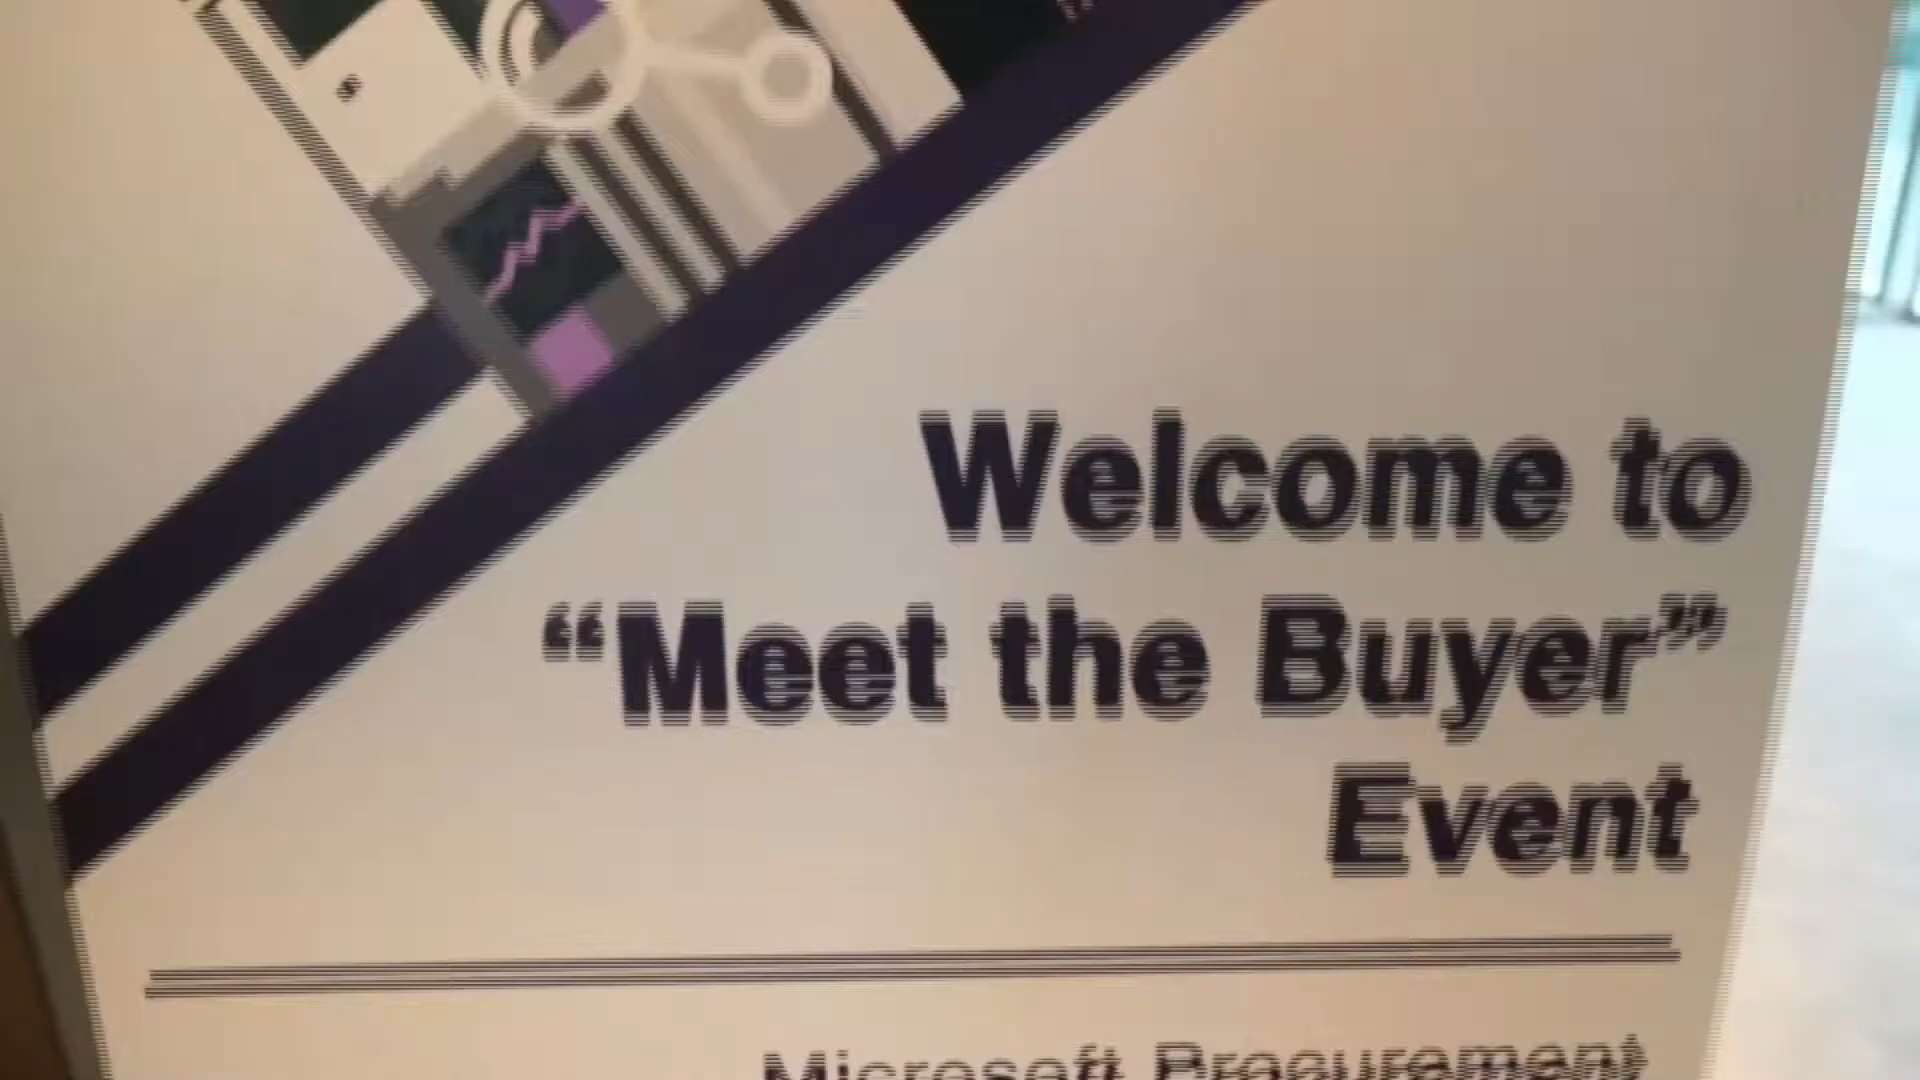 Welcome to
“Meet the Buyer”
Event
Microsoft Procurement